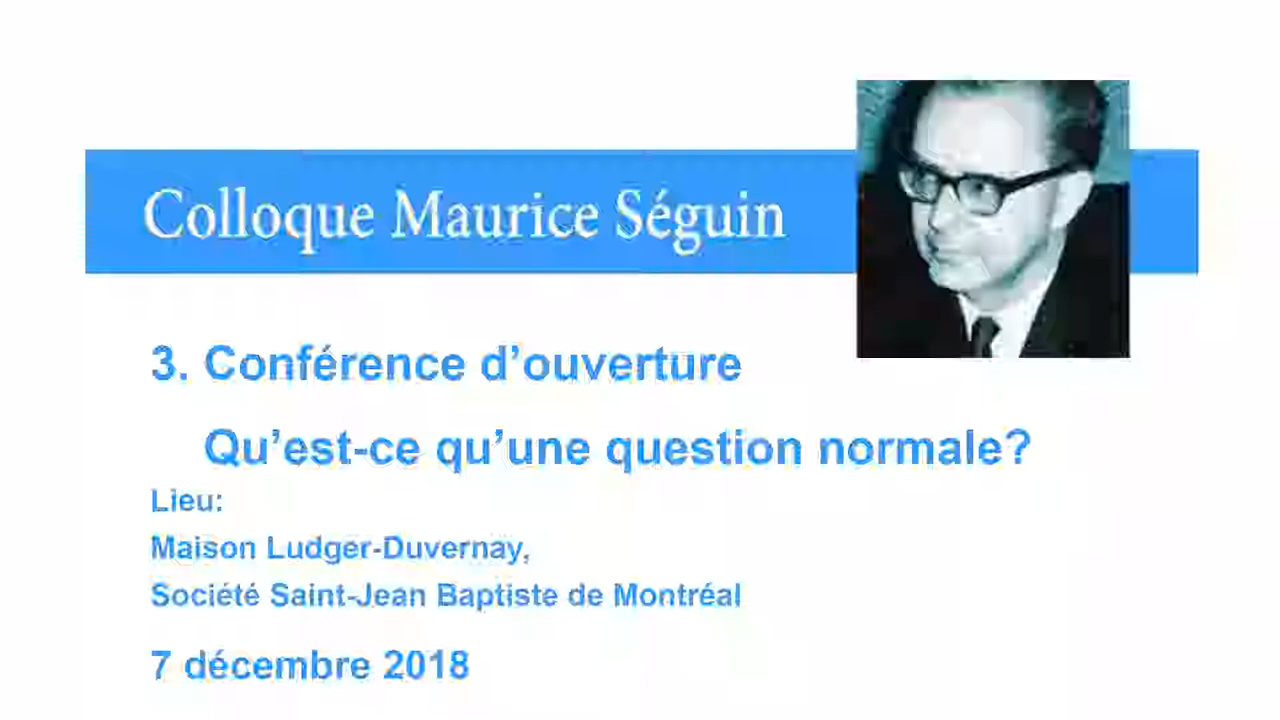 Colloque Maurice Séguin
3. Conférence d’ouverture
Qu’est-ce qu’une question normale?
Lieu:
Maison Ludger-Duvernay,
Société Saint-Jean Baptiste de Montréal
7 décembre 2018